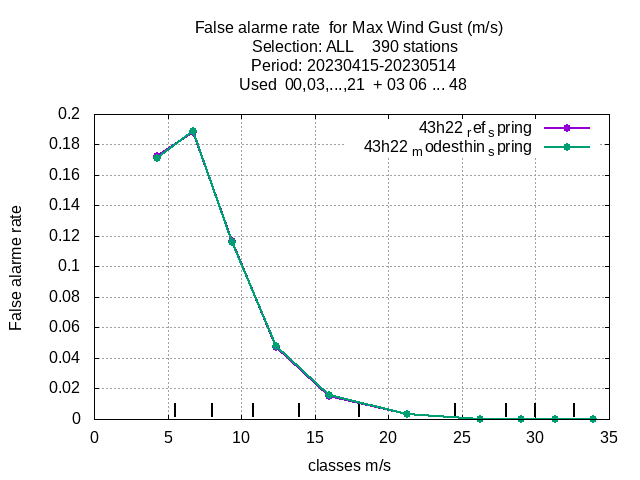 False alarme rate  for Max Wind Gust (m/s)
Selection: ALL    390 stations
Period: 20230415-20230514
Used  00,03,...,21  + 03 06 ... 48
43h22 ref spring
43h22 modesthin spring
False alarme rate
0.2
0.18
0.16
0.14
0.12
0.1
0.08
0.06
0.04
0.02
0
0 5 10 15 20 25 30 35
classes m/s